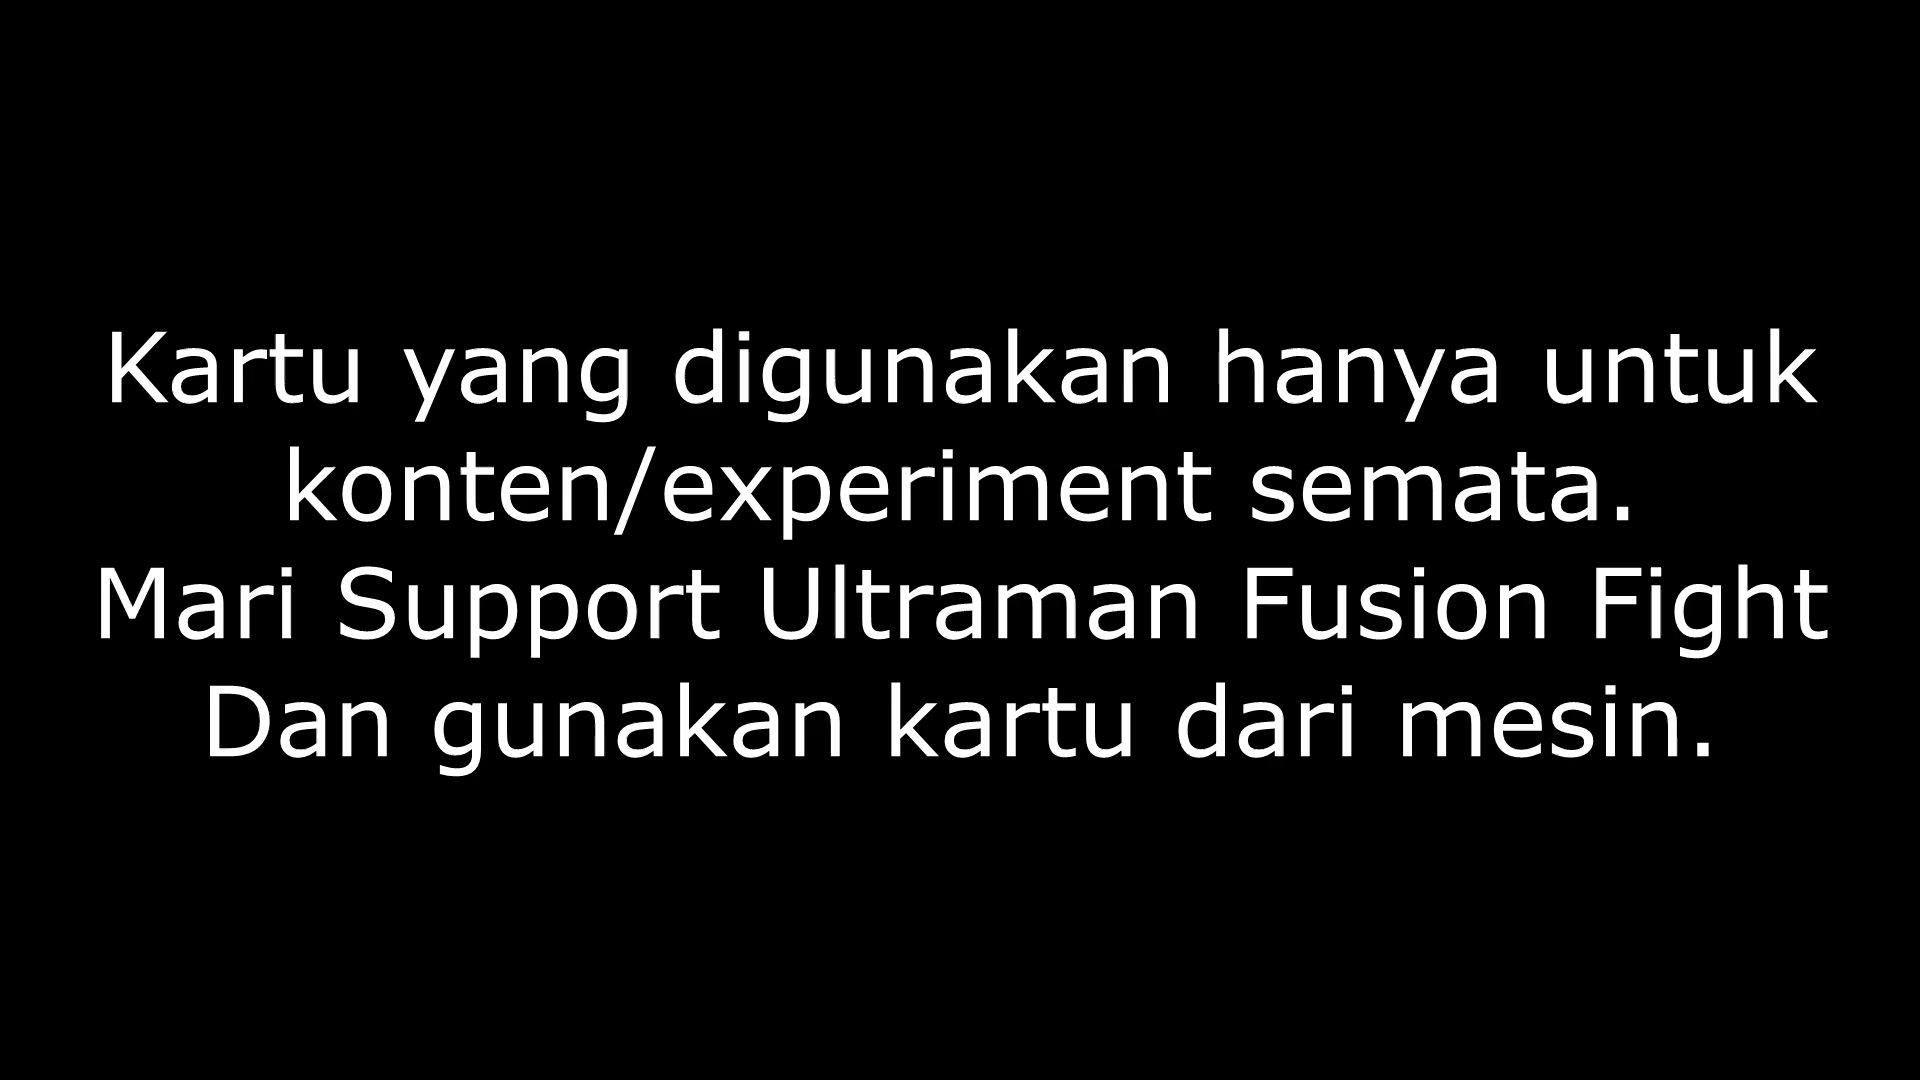 Kartu yang digunakan hanya untuk
konten/experiment semata.
Mari Support Ultraman Fusion Fight
Dan gunakan kartu dari mesin.